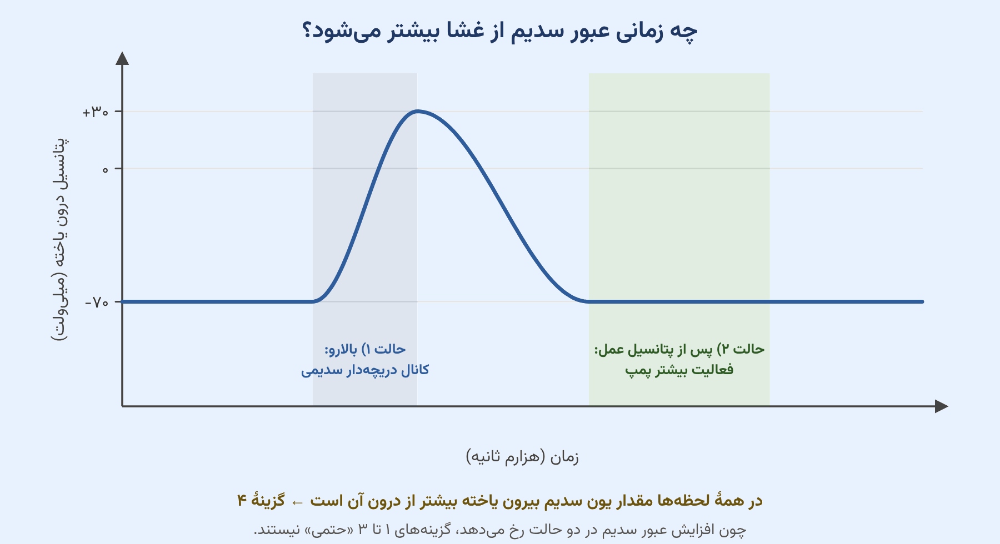 چه زمانی عبور سدیم از غشا بیشتر می‌شود؟
+۳۰
۰
-۷۰
پتانسیل درون یاخته (میلی‌ولت)
حالت ۱) بالارو:
کانال دریچه‌دار سدیمی
حالت ۲) پس از پتانسیل عمل:
فعالیت بیشتر پمپ
زمان (هزارم ثانیه)
در همهٔ لحظه‌ها مقدار یون سدیم بیرون یاخته بیشتر از درون آن است ← گزینهٔ ۴
چون افزایش عبور سدیم در دو حالت رخ می‌دهد، گزینه‌های ۱ تا ۳ «حتمی» نیستند.